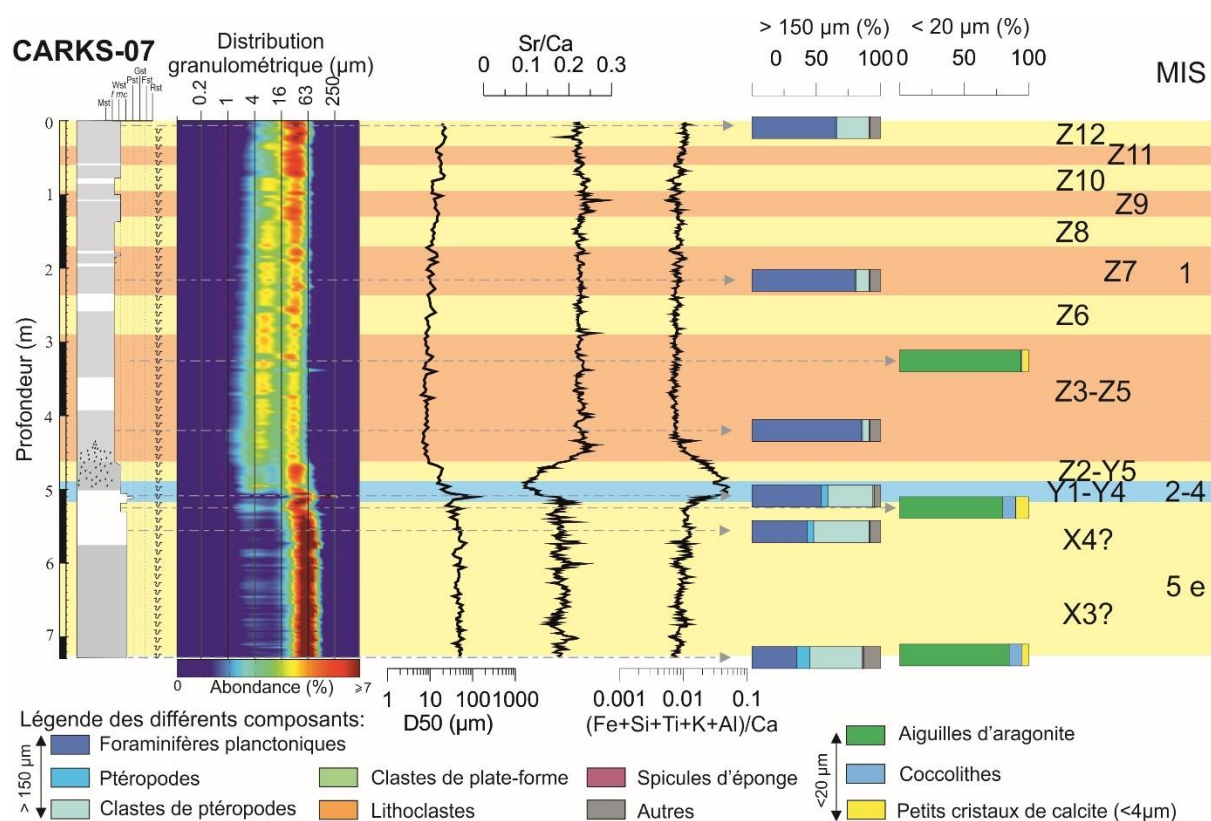 CARKS-07
Distribution
granulométrique (µm)
Sr/Ca
> 150 µm (%)
< 20 µm (%)
0 0.1 0.2 0.3
0 50 100
0 50 100
MIS
Mst
Wst
f mc
Pst
Gst
Fst
Rst
0.2 1 4 16 63 250
Profondeur (m)
0
1
2
3
4
5
6
7
Z12
Z11
Z10
Z9
Z8
Z7 1
Z6
Z3-Z5
Z2-Y5
Y1-Y4 2-4
X4?
5 e
X3?
0 Abondance (%) ≥7
1 10 100 1000
D50 (µm)
0.001 0.01 0.1
(Fe+Si+Ti+K+Al)/Ca
Légende des différents composants:
> 150 µm
Foraminifères planctoniques
Ptéropodes
Clastes de ptéropodes
Clastes de plate-forme
Lithoclastes
Spicules d'éponge
Autres
<20 µm
Aiguilles d'aragonite
Coccolithes
Petits cristaux de calcite (<4µm)